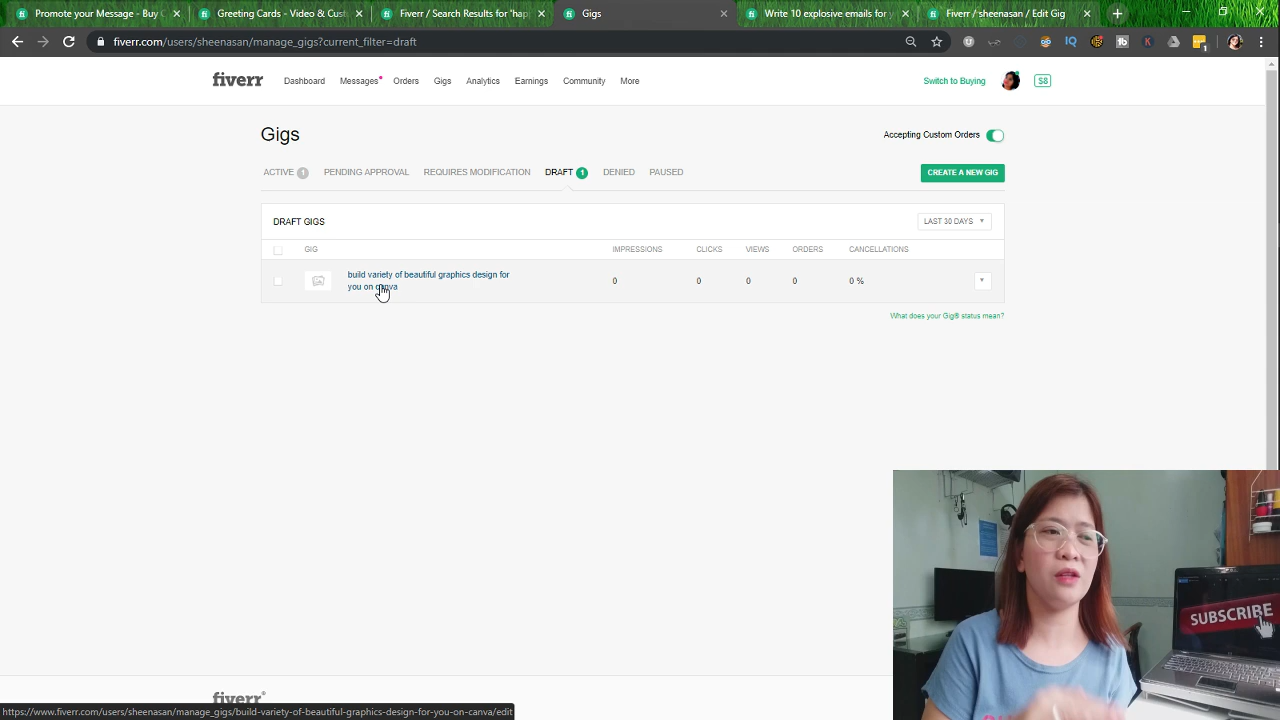 Promote your Message - Buy C
Greeting Cards - Video & Cust
Fiverr / Search Results for 'hap
Gigs
Write 10 explosive emails for y
Fiverr / sheenasan / Edit Gig
fiverr.com/users/sheenasan/manage_gigs?current_filter=draft
fiverr
Dashboard
Messages
Orders
Gigs
Analytics
Earnings
Community
More
Switch to Buying
$8
Gigs
Accepting Custom Orders
ACTIVE 1
PENDING APPROVAL
REQUIRES MODIFICATION
DRAFT 1
DENIED
PAUSED
CREATE A NEW GIG
DRAFT GIGS
LAST 30 DAYS
GIG
IMPRESSIONS
CLICKS
VIEWS
ORDERS
CANCELLATIONS
build variety of beautiful graphics design for
you on canva
0
0
0
0
0 %
What does your Gig® status mean?
SUBSCRIBE
fiverr®
https://www.fiverr.com/users/sheenasan/manage_gigs/build-variety-of-beautiful-graphics-design-for-you-on-canva/edit